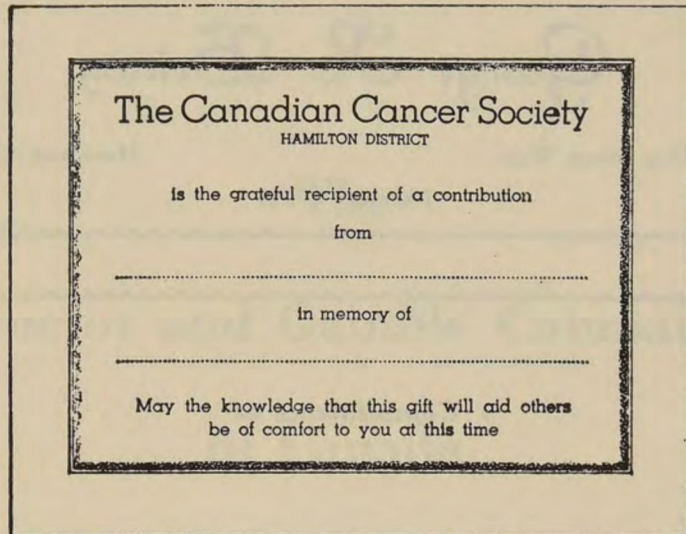 The Canadian Cancer Society
HAMILTON DISTRICT
is the grateful recipient of a contribution
from
in memory of
May the knowledge that this gift will aid others
be of comfort to you at this time